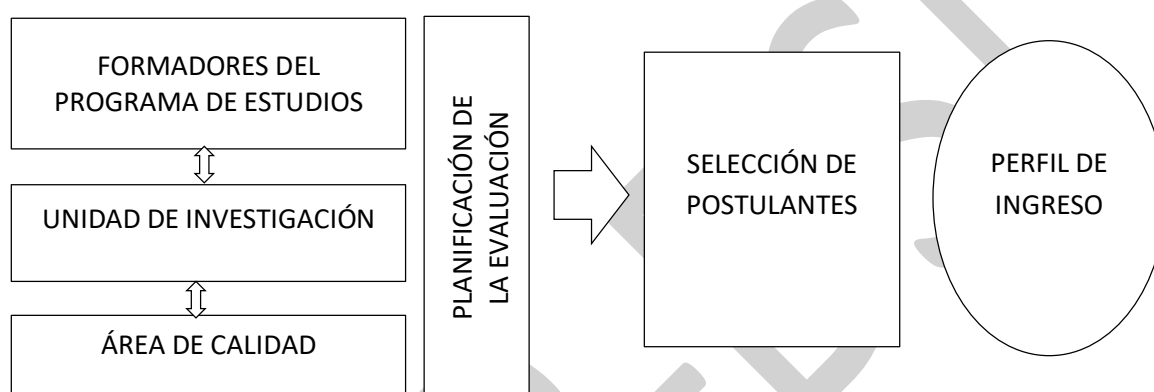 FORMADORES DEL
PROGRAMA DE ESTUDIOS
UNIDAD DE INVESTIGACIÓN
ÁREA DE CALIDAD
PLANIFICACIÓN DE
LA EVALUACIÓN
SELECCIÓN DE
POSTULANTES
PERFIL DE
INGRESO